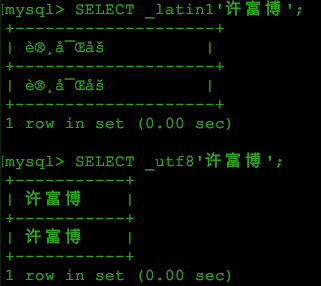 mysql> SELECT _latin1'许富博';
+--------------------+
| è®¸å¯Œåš |
+--------------------+
| è®¸å¯Œåš |
+--------------------+
1 row in set (0.00 sec)
mysql> SELECT _utf8'许富博';
+-----------+
| 许富博 |
+-----------+
| 许富博 |
+-----------+
1 row in set (0.00 sec)